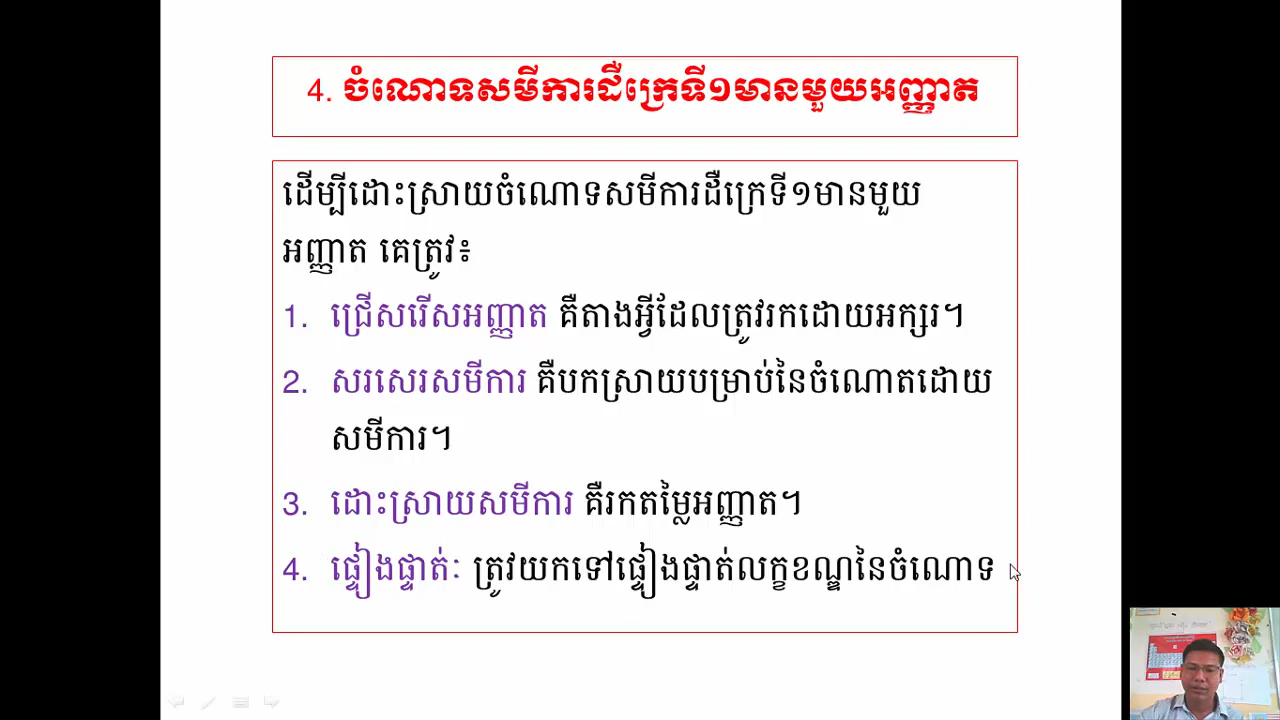 4. ចំណោទសមីការដឺក្រេទី១មានមួយអញ្ញាត
ដើម្បីដោះស្រាយចំណោទសមីការដឺក្រេទី១មានមួយ
អញ្ញាត គេត្រូវ៖
1. ជ្រើសរើសអញ្ញាត គឺតាងអ្វីដែលត្រូវរកដោយអក្សរ។
2. សរសេរសមីការ គឺបកស្រាយបម្រាប់នៃចំណោតដោយ
សមីការ។
3. ដោះស្រាយសមីការ គឺរកតម្លៃអញ្ញាត។
4. ផ្ទៀងផ្ទាត់ៈ ត្រូវយកទៅផ្ទៀងផ្ទាត់លក្ខខណ្ឌនៃចំណោទ